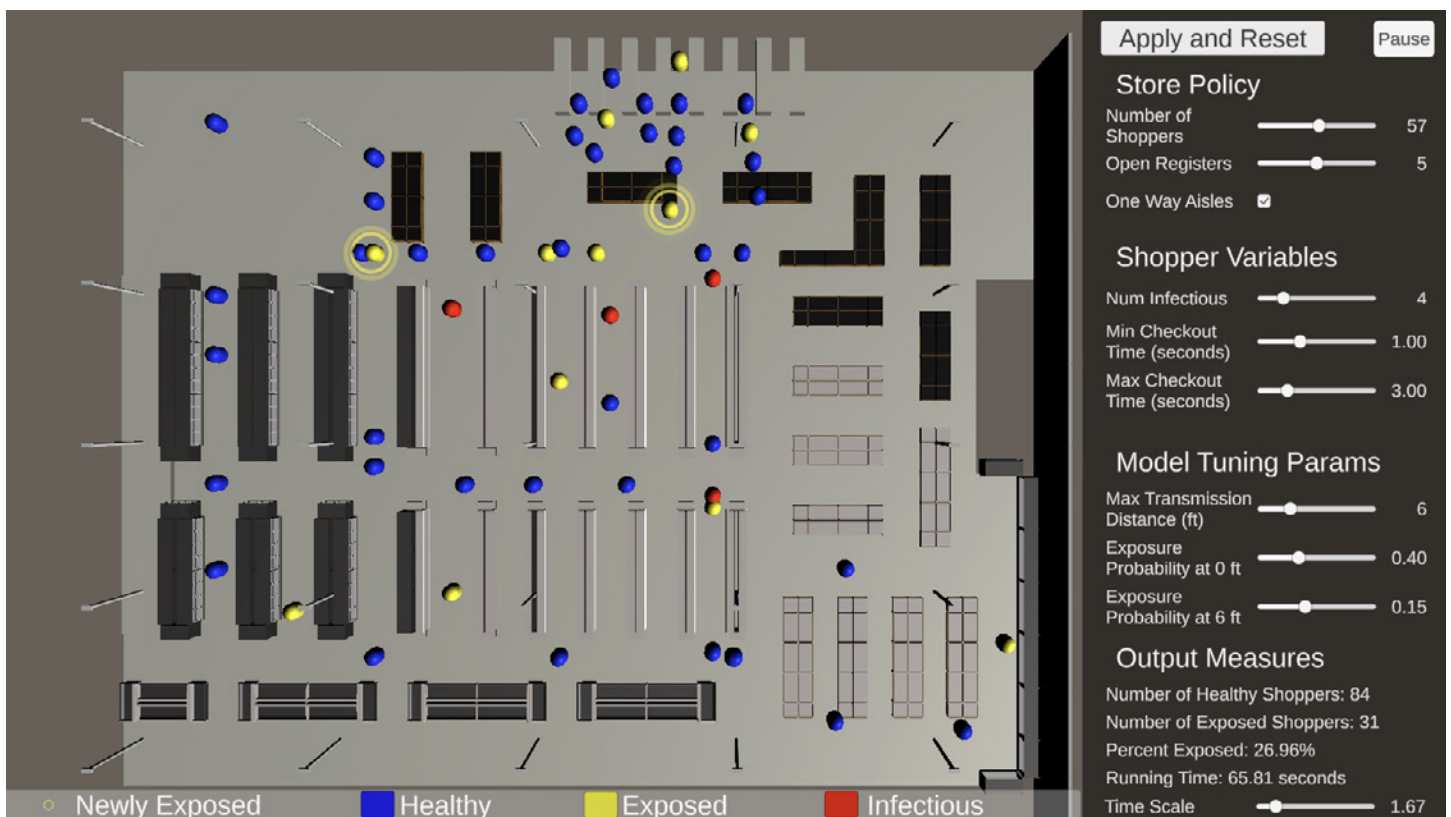 Apply and Reset
Pause
Store Policy
Number of
Shoppers
57
Open Registers
5
One Way Aisles
Shopper Variables
Num Infectious
4
Min Checkout
Time (seconds)
1.00
Max Checkout
Time (seconds)
3.00
Model Tuning Params
Max Transmission
Distance (ft)
6
Exposure
Probability at 0 ft
0.40
Exposure
Probability at 6 ft
0.15
Output Measures
Number of Healthy Shoppers: 84
Number of Exposed Shoppers: 31
Percent Exposed: 26.96%
Running Time: 65.81 seconds
Time Scale
1.67
Newly Exposed
Healthy
Exposed
Infectious